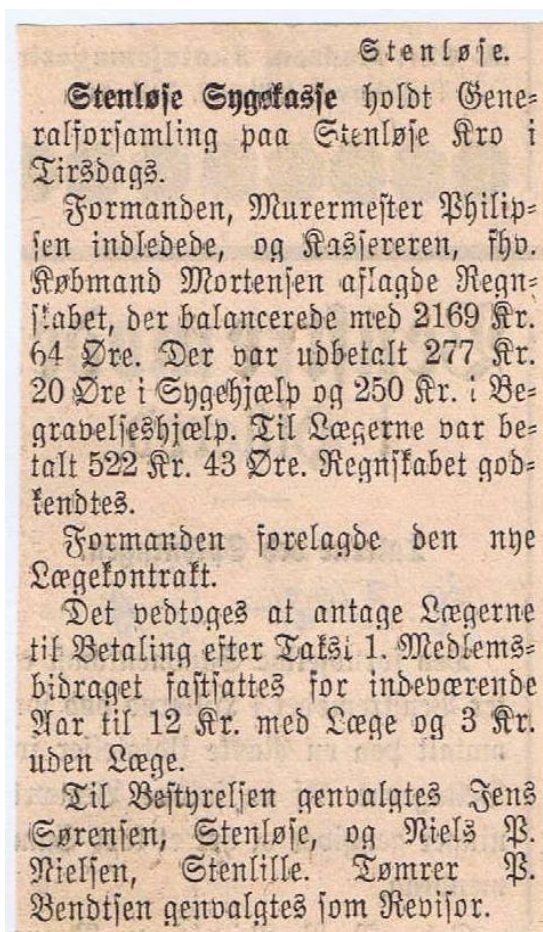 Stenløse.
Stenløse Sygekasse holdt Gene-
ralforsamling paa Stenløse Kro i
Tirsdags.
Formanden, Murermester Philip-
sen indledede, og Kassereren, fhv.
Købmand Mortensen aflagde Regn-
skabet, der balancerede med 2169 Kr.
64 Øre. Der var udbetalt 277 Kr.
20 Øre i Sygehjælp og 250 Kr. i Be-
gravelseshjælp. Til Lægerne var be-
talt 522 Kr. 43 Øre. Regnskabet god-
kendtes.
Formanden forelagde den nye
Lægekontrakt.
Det vedtoges at antage Lægerne
til Betaling efter Takst 1. Medlems-
bidraget fastsattes for indeværende
Aar til 12 Kr. med Læge og 3 Kr.
uden Læge.
Til Bestyrelsen genvalgtes Jens
Sørensen, Stenløse, og Niels P.
Nielsen, Stenlille. Tømrer P.
Bendtsen genvalgtes som Revisor.